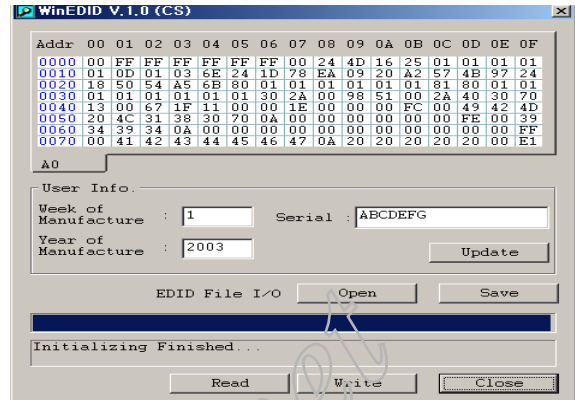 WinEDID V.1.0 (CS)
Addr 00 01 02 03 04 05 06 07 08 09 0A 0B 0C 0D 0E 0F
0000 00 FF FF FF FF FF FF 00 24 4D 16 25 01 01 01 01
0010 01 0D 01 03 6E 24 1D 78 EA 09 20 A2 57 4B 97 24
0020 18 50 54 A5 6B 80 01 01 01 01 01 01 81 80 01 01
0030 01 01 01 01 01 01 30 2A 00 98 51 00 2A 40 30 70
0040 13 00 67 1F 11 00 00 1E 00 00 00 FC 00 49 42 4D
0050 20 4C 31 38 30 70 0A 00 00 00 00 00 00 FE 00 39
0060 34 39 34 0A 00 00 00 00 00 00 00 00 00 00 00 FF
0070 00 41 42 43 44 45 46 47 0A 20 20 20 20 20 00 E1
A0
User Info.
Week of Manufacture : 1 Serial : ABCDEFG
Year of Manufacture : 2003 Update
EDID File I/O Open Save
Initializing Finished...
Read Write Close